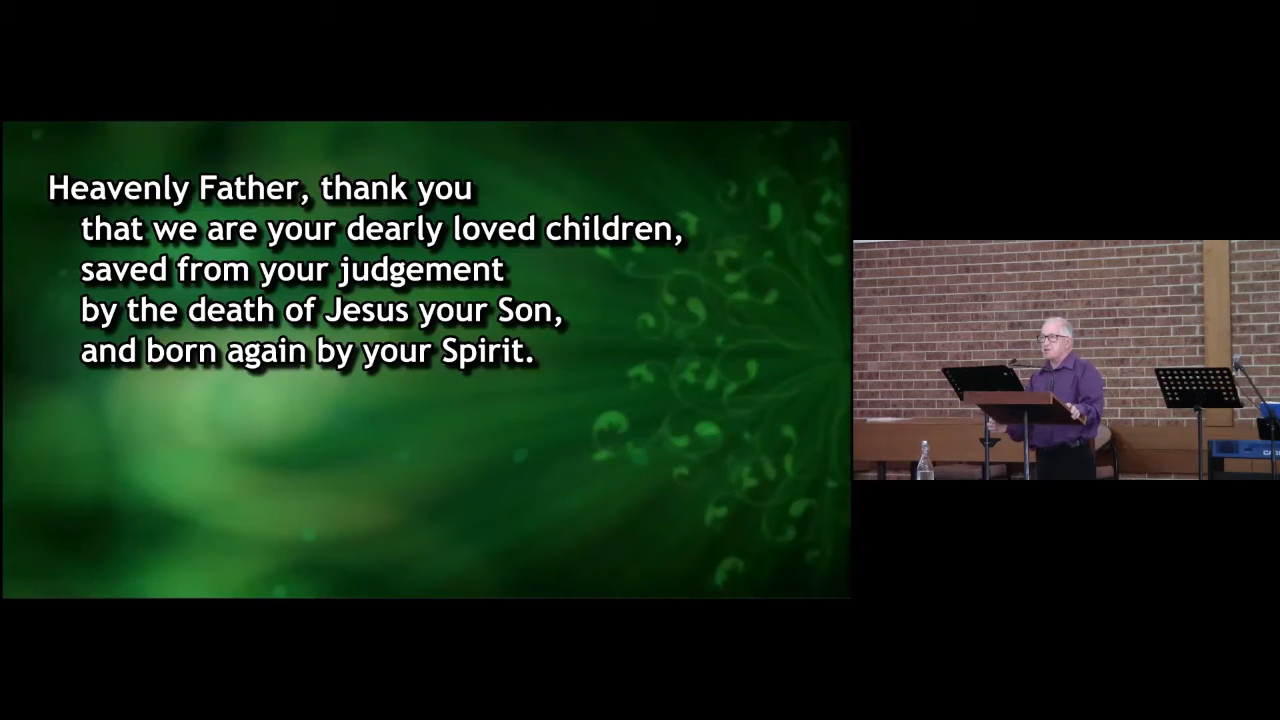 Heavenly Father, thank you
that we are your dearly loved children,
saved from your judgement
by the death of Jesus your Son,
and born again by your Spirit.